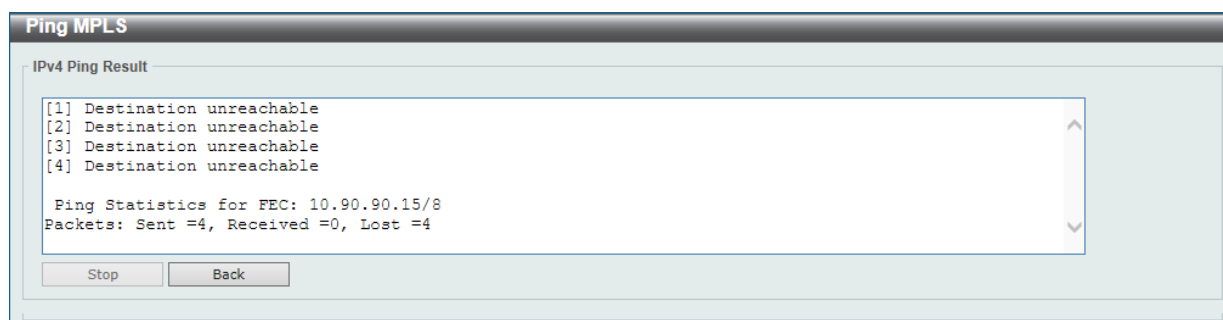 Ping MPLS
IPv4 Ping Result
[1] Destination unreachable
[2] Destination unreachable
[3] Destination unreachable
[4] Destination unreachable
Ping Statistics for FEC: 10.90.90.15/8
Packets: Sent =4, Received =0, Lost =4
Stop Back